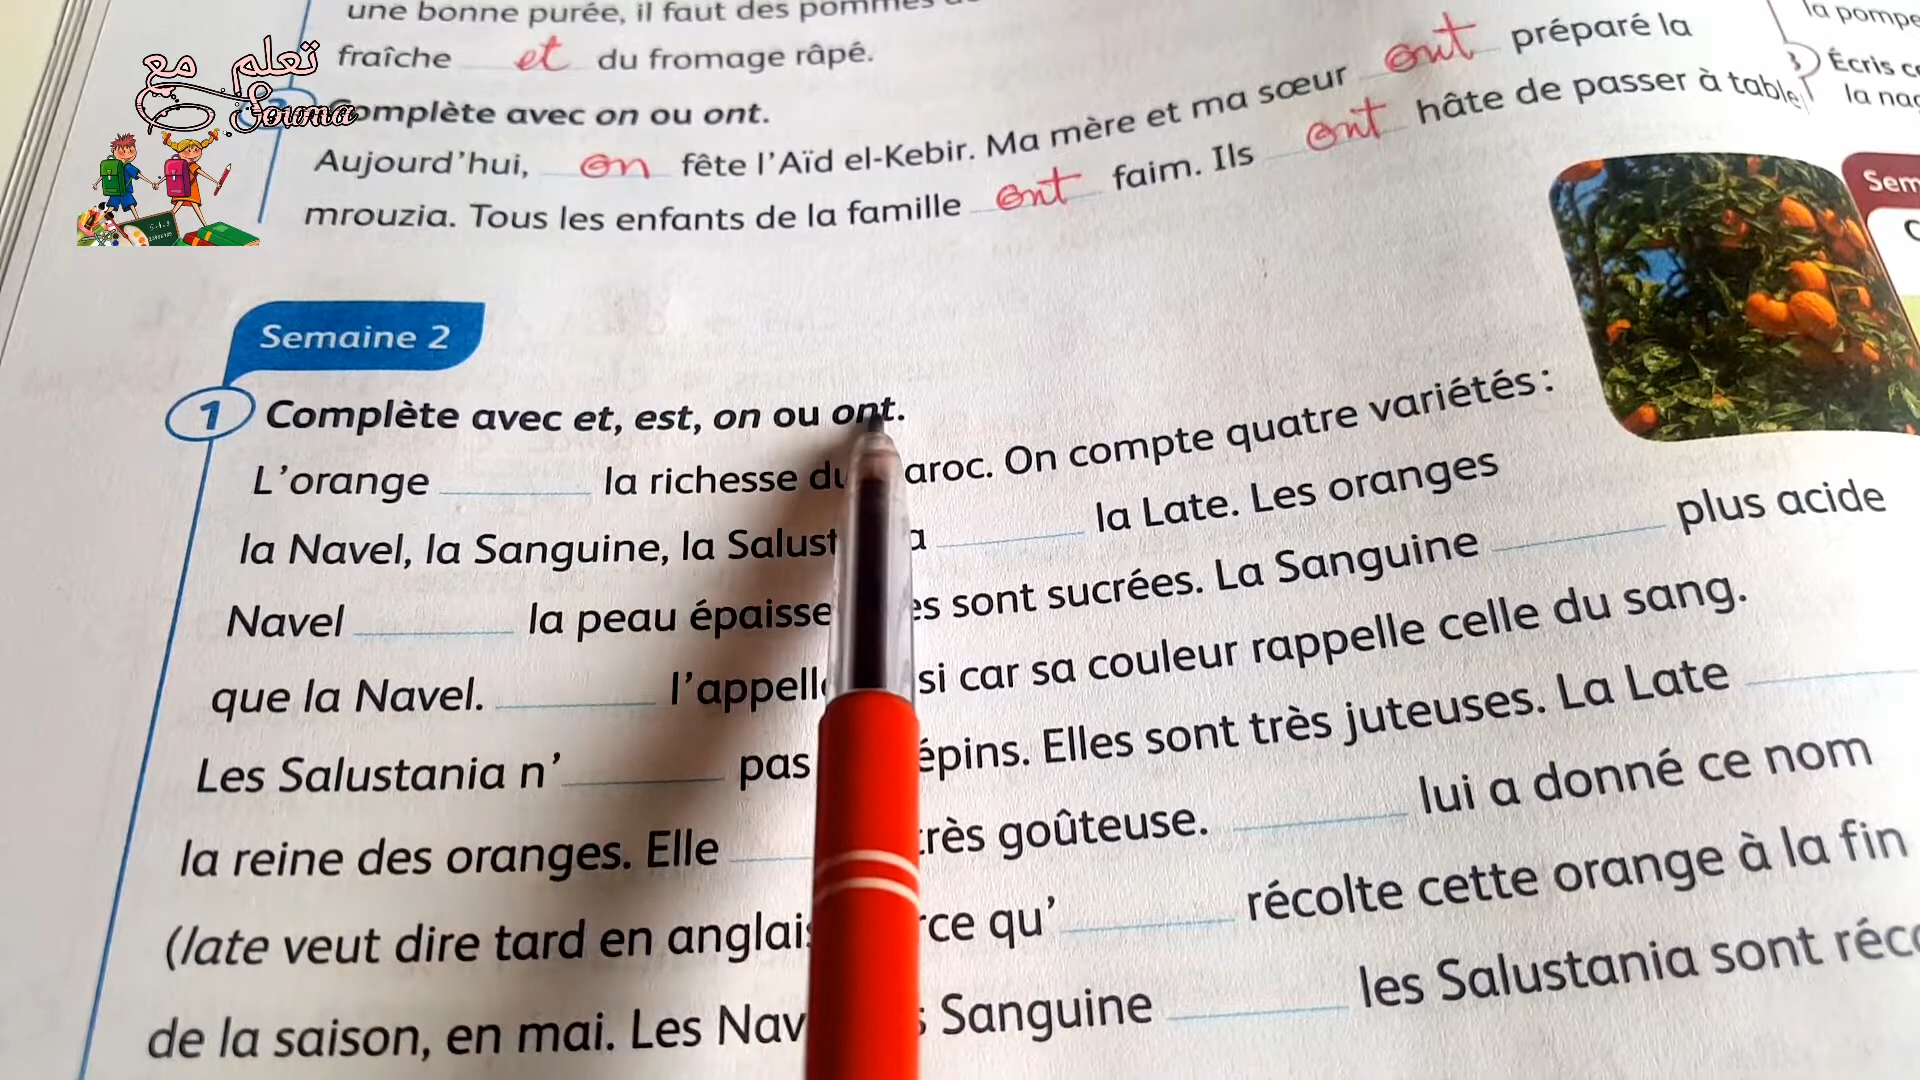 une bonne purée, il faut des pommes
fraîche et du fromage râpé.
Complète avec on ou ont.
Aujourd'hui, on fête l'Aïd el-Kebir. Ma mère et ma sœur ont préparé la
mrouzia. Tous les enfants de la famille ont faim. Ils ont hâte de passer à table
la pompe
3 Écris
la
تعلم مع
Souma
Sem
Semaine 2
1 Complète avec et, est, on ou ont.
L'orange la richesse du aroc. On compte quatre variétés :
la Navel, la Sanguine, la Salust a la Late. Les oranges
Navel la peau épaisse es sont sucrées. La Sanguine plus acide
que la Navel. l'appell si car sa couleur rappelle celle du sang.
Les Salustania n' pas épins. Elles sont très juteuses. La Late
la reine des oranges. Elle très goûteuse. lui a donné ce nom
(late veut dire tard en anglais ce qu' récolte cette orange à la fin
de la saison, en mai. Les Nav Sanguine les Salustania sont réco